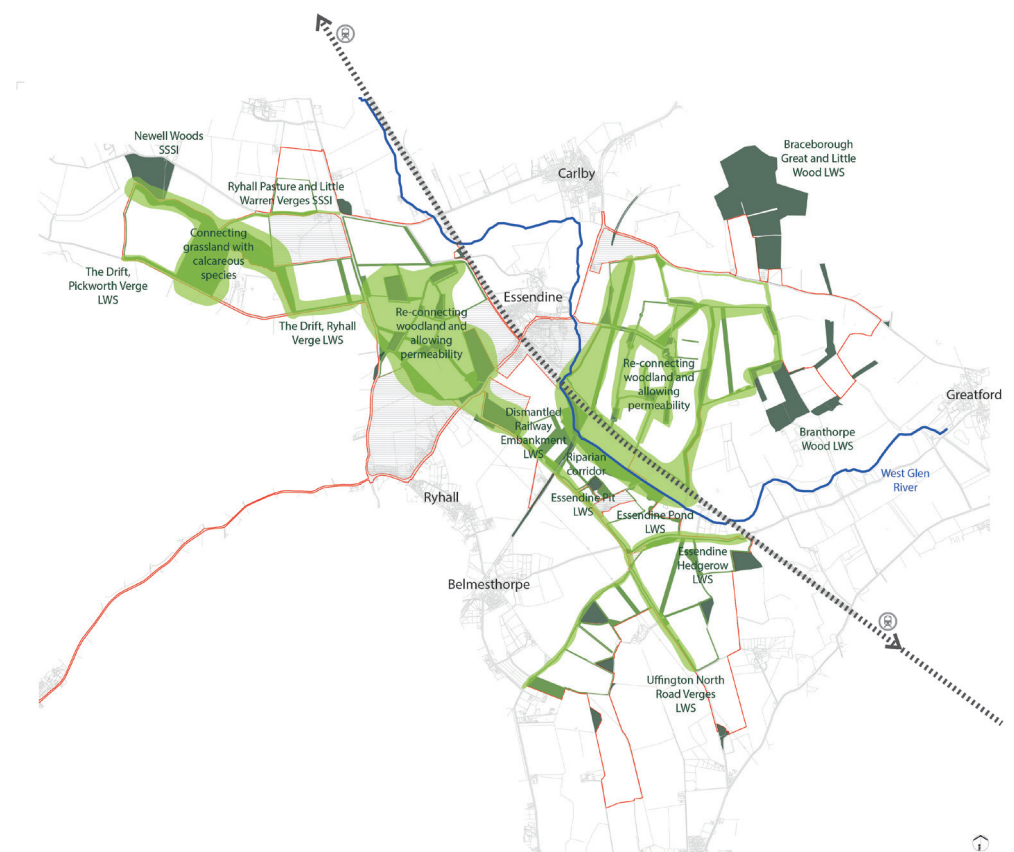 Newell Woods
SSSI
Braceborough
Great and Little
Wood LWS
Carlby
Ryhall Pasture and Little
Warren Verges SSSI
Connecting
grassland with
calcareous
species
The Drift,
Pickworth Verge
LWS
Essendine
The Drift, Ryhall
Verge LWS
Re-connecting
woodland and
allowing
permeability
Re-connecting
woodland and
allowing
permeability
Greatford
Dismantled
Railway
Embankment
LWS
Branthorpe
Wood LWS
Riparian
corridor
West Glen
River
Ryhall
Essendine Pit
LWS
Essendine Pond
LWS
Essendine
Hedgerow
LWS
Belmesthorpe
Uffington North
Road Verges
LWS